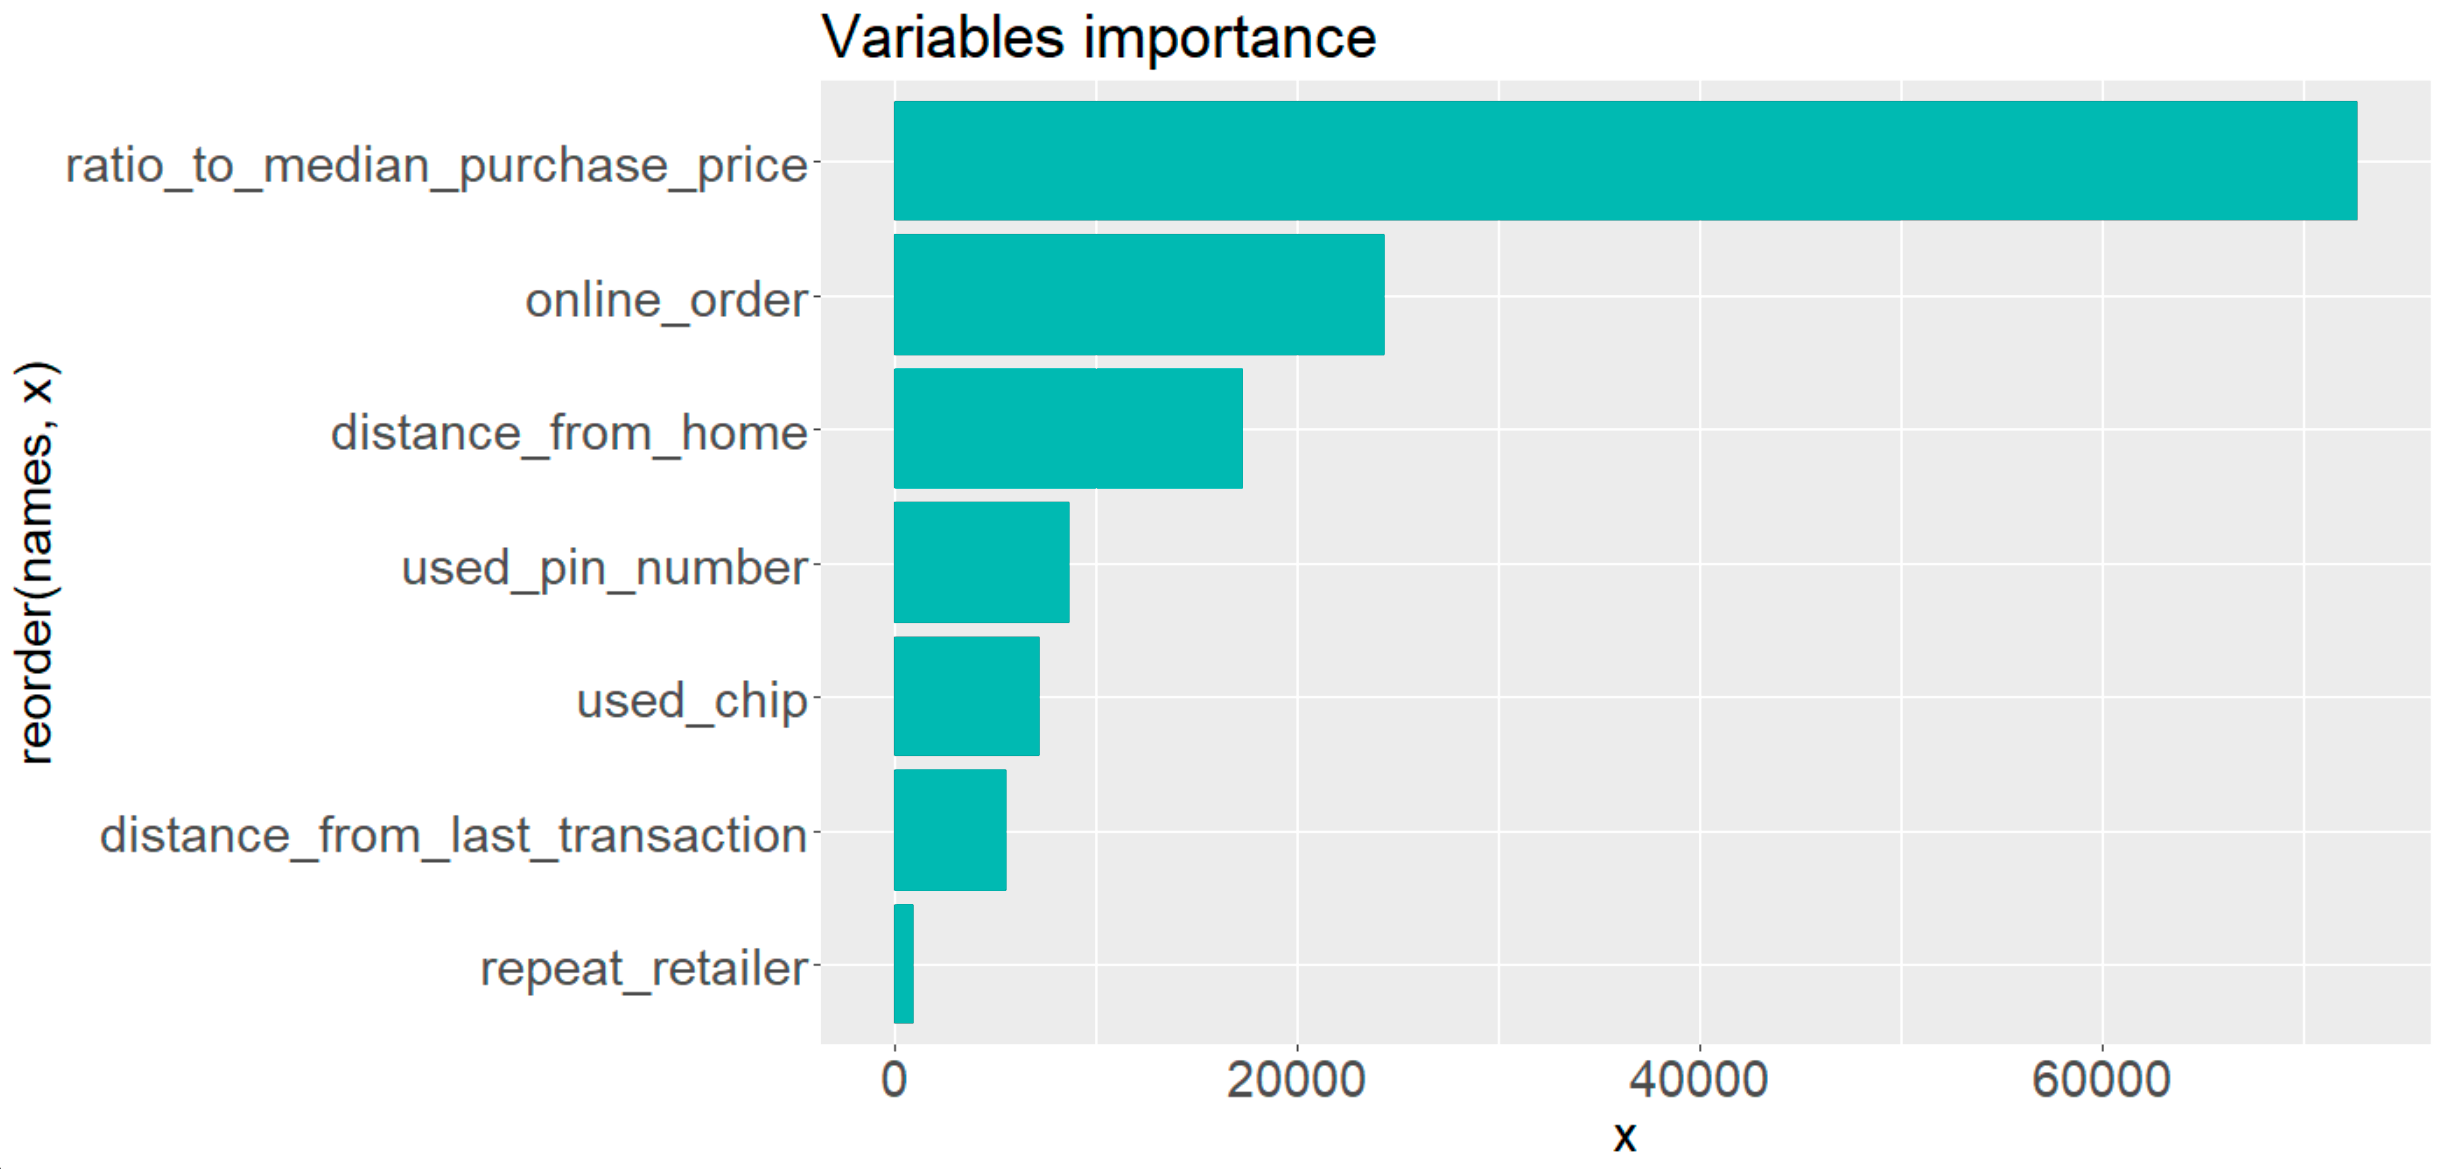 Variables importance
ratio_to_median_purchase_price
online_order
distance_from_home
used_pin_number
used_chip
distance_from_last_transaction
repeat_retailer
reorder(names, x)
0 20000 40000 60000
x